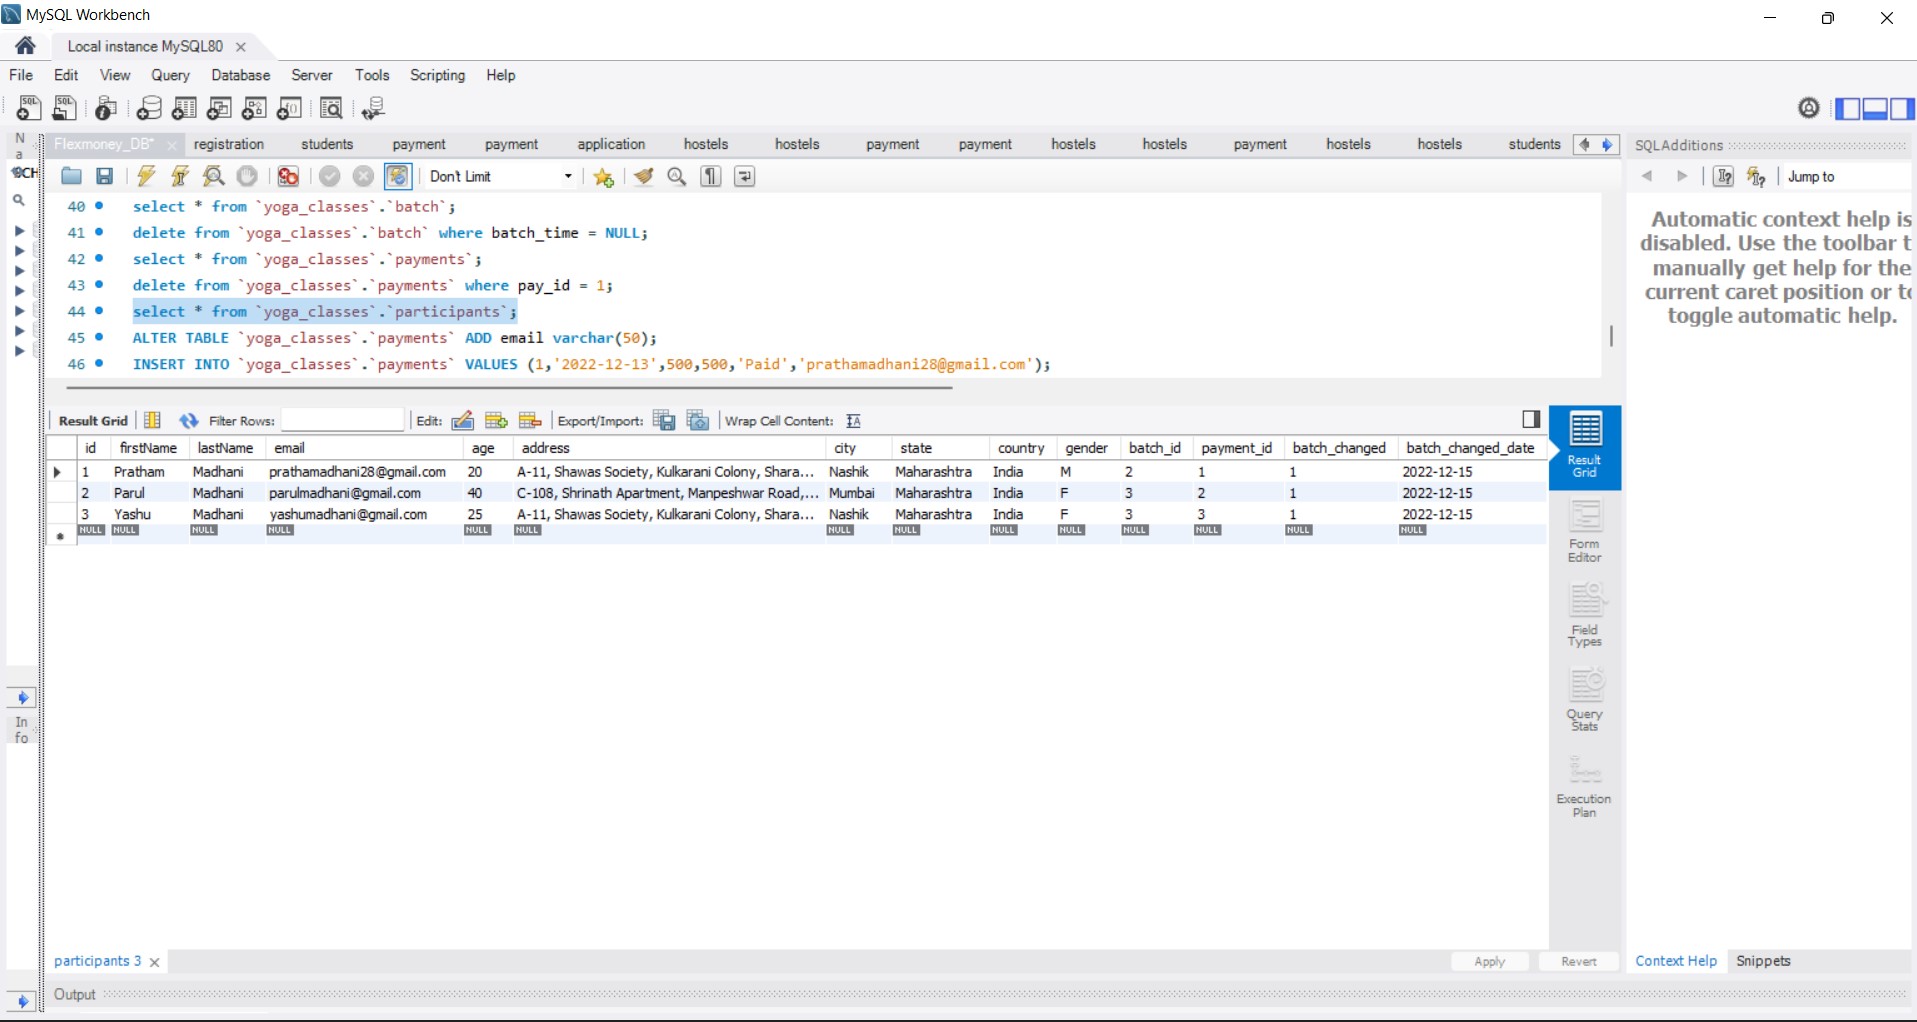 MySQL Workbench
Local instance MySQL80
File Edit View Query Database Server Tools Scripting Help
Na
Flexmoney_DB* registration students payment payment application hostels hostels payment payment hostels hostels payment hostels hostels students
SQLAdditions
Don't Limit
Jump to
40 select * from `yoga_classes`.`batch`;
41 delete from `yoga_classes`.`batch` where batch_time = NULL;
42 select * from `yoga_classes`.`payments`;
43 delete from `yoga_classes`.`payments` where pay_id = 1;
44 select * from `yoga_classes`.`participants`;
45 ALTER TABLE `yoga_classes`.`payments` ADD email varchar(50);
46 INSERT INTO `yoga_classes`.`payments` VALUES (1,'2022-12-13',500,500,'Paid','prathamadhani28@gmail.com');
Automatic context help is
disabled. Use the toolbar t
manually get help for the
current caret position or to
toggle automatic help.
Result Grid Filter Rows: Edit: Export/Import: Wrap Cell Content:
id firstName lastName email age address city state country gender batch_id payment_id batch_changed batch_changed_date
1 Pratham Madhani prathamadhani28@gmail.com 20 A-11, Shawas Society, Kulkarani Colony, Shara... Nashik Maharashtra India M 2 1 1 2022-12-15
2 Parul Madhani parulmadhani@gmail.com 40 C-108, Shrinath Apartment, Manpeshwar Road,... Mumbai Maharashtra India F 3 2 1 2022-12-15
3 Yashu Madhani yashumadhani@gmail.com 25 A-11, Shawas Society, Kulkarani Colony, Shara... Nashik Maharashtra India F 3 3 1 2022-12-15
NULL NULL NULL NULL NULL NULL NULL NULL NULL NULL NULL NULL NULL NULL
Result
Grid
Form
Editor
Field
Types
Query
Stats
Execution
Plan
In
fo
participants 3
Apply Revert
Context Help Snippets
Output